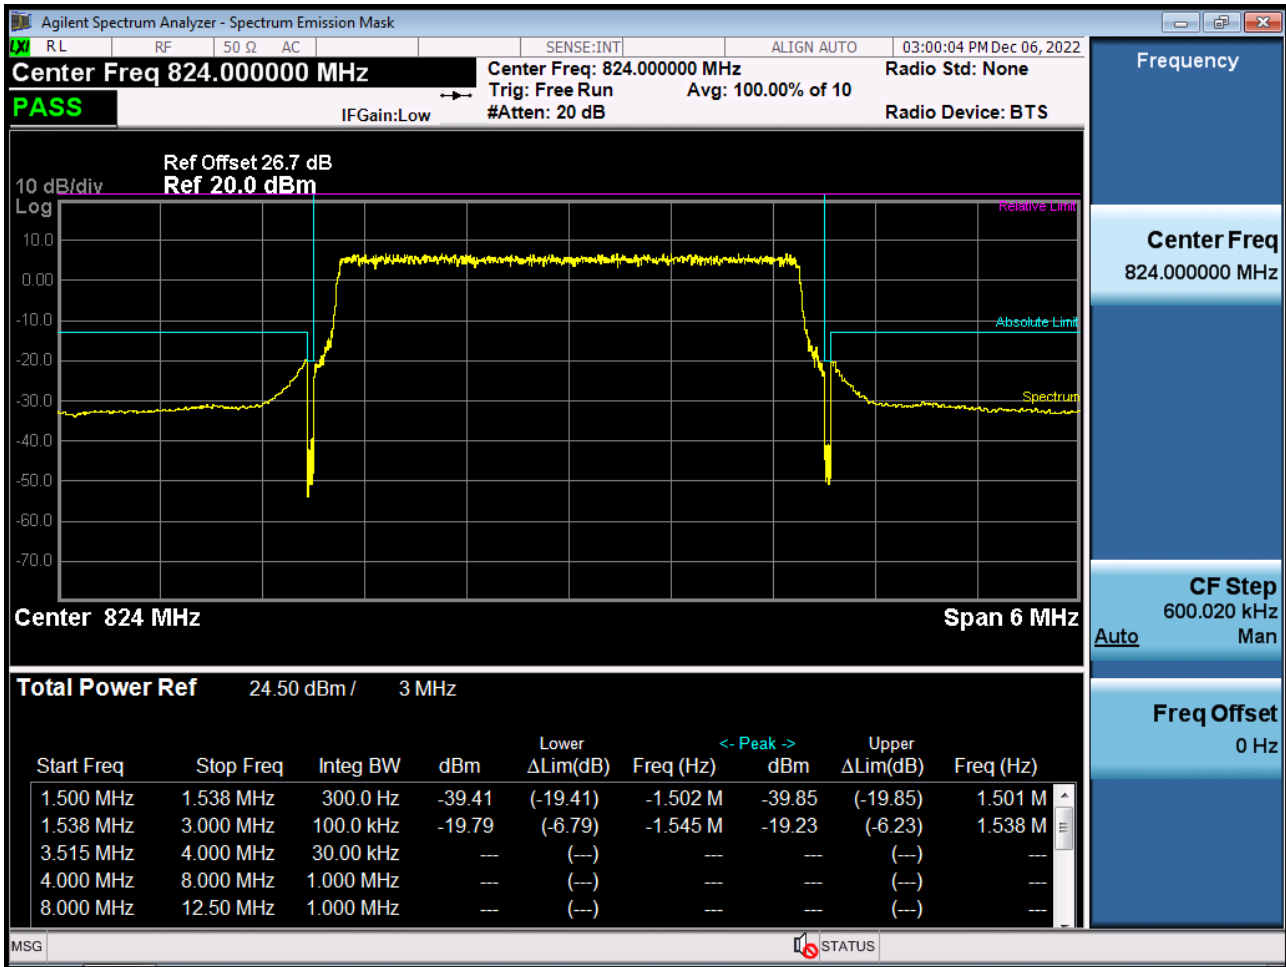 Agilent Spectrum Analyzer - Spectrum Emission Mask
LXI RL RF 50 Ω AC SENSE:INT ALIGN AUTO 03:00:04 PM Dec 06, 2022
Center Freq 824.000000 MHz Center Freq: 824.000000 MHz Radio Std: None
Trig: Free Run Avg: 100.00% of 10
PASS IFGain:Low #Atten: 20 dB Radio Device: BTS
Ref Offset 26.7 dB
10 dB/div Ref 20.0 dBm
Log
Relative Limit
10.0
0.00
-10.0
Absolute Limit
-20.0
-30.0
Spectrum
-40.0
-50.0
-60.0
-70.0
Center 824 MHz Span 6 MHz
Total Power Ref 24.50 dBm / 3 MHz
Lower <- Peak -> Upper
Start Freq Stop Freq Integ BW dBm ΔLim(dB) Freq (Hz) dBm ΔLim(dB) Freq (Hz)
1.500 MHz 1.538 MHz 300.0 Hz -39.41 (-19.41) -1.502 M -39.85 (-19.85) 1.501 M
1.538 MHz 3.000 MHz 100.0 kHz -19.79 (-6.79) -1.545 M -19.23 (-6.23) 1.538 M
3.515 MHz 4.000 MHz 30.00 kHz --- (---) --- --- (---) ---
4.000 MHz 8.000 MHz 1.000 MHz --- (---) --- --- (---) ---
8.000 MHz 12.50 MHz 1.000 MHz --- (---) --- --- (---) ---
MSG STATUS
Frequency
Center Freq
824.000000 MHz
CF Step
600.020 kHz
Auto Man
Freq Offset
0 Hz